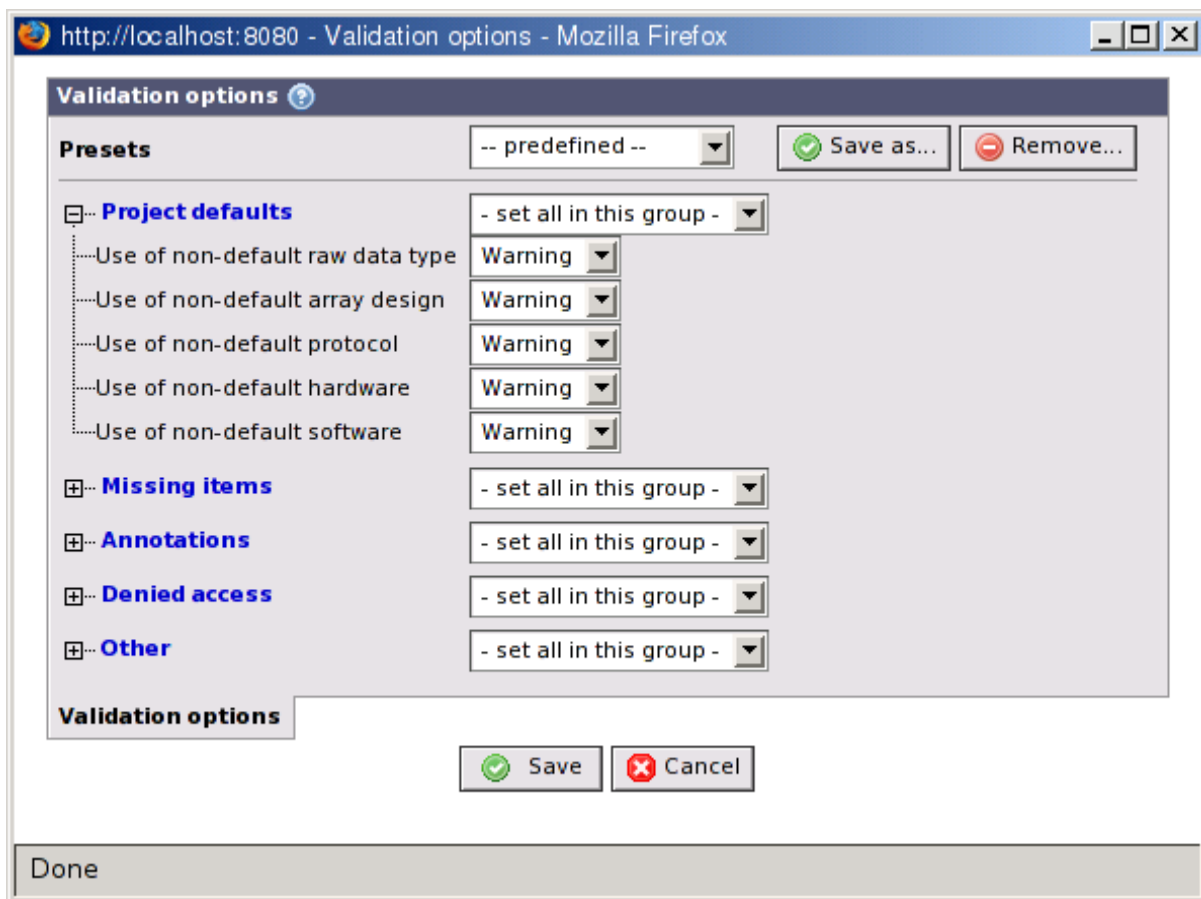 http://localhost:8080 - Validation options - Mozilla Firefox
Validation options ?
Presets -- predefined -- Save as... Remove...
Project defaults - set all in this group -
Use of non-default raw data type Warning
Use of non-default array design Warning
Use of non-default protocol Warning
Use of non-default hardware Warning
Use of non-default software Warning
Missing items - set all in this group -
Annotations - set all in this group -
Denied access - set all in this group -
Other - set all in this group -
Validation options
Save Cancel
Done